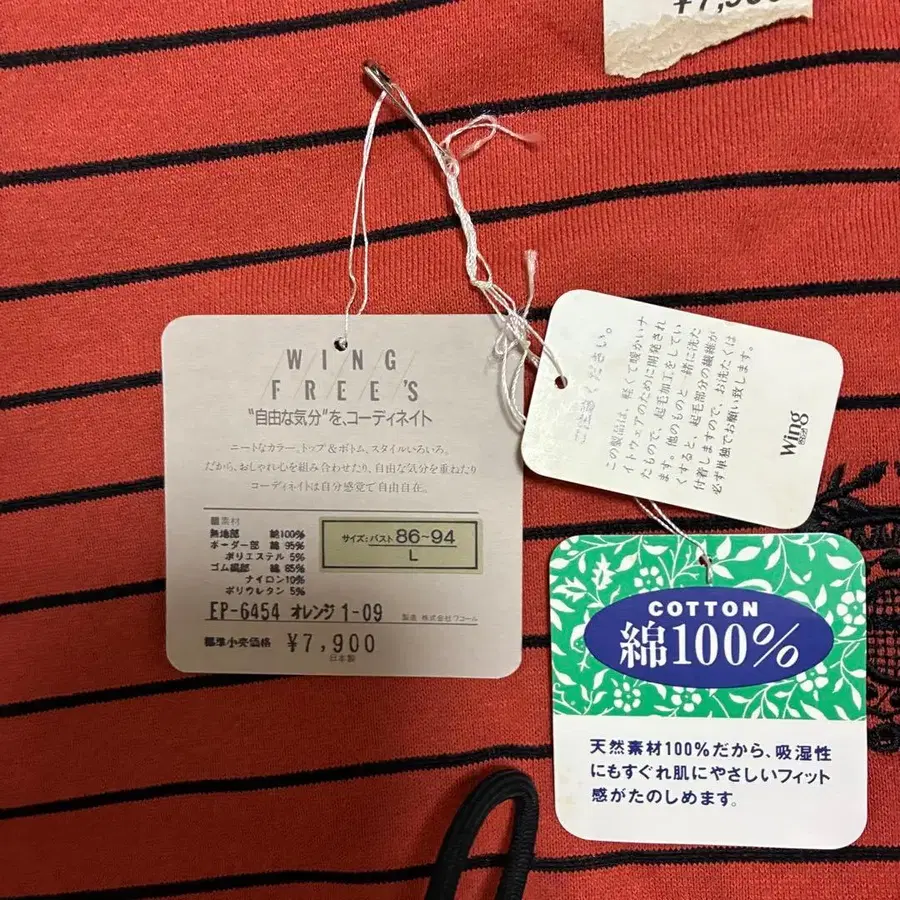 ¥7,900
WING
FREE'S
"自由な気分"を、コーディネイト
ニートなカラー、トップ&ボトム、スタイルいろいろ。
だから、おしゃれ心を組み合わせたり、自由な気分を重ねたり
コーディネイトは自分感覚で自由自在。
■素材
無地部 綿100%
ボーダー部 綿 95%
ポリエステル 5%
ゴム編部 綿 85%
ナイロン10%
ポリウレタン 5%
サイズ:バスト 86~94
L
EP-6454 オレンジ 1-09
製造 株式会社ワコール
標準小売価格 ¥7,900
日本製
ご注意ください。
この製品は、軽くて暖かいナ
イトウェアのために開発され
たもので、起毛加工をしてい
ます。他のものと一緒に洗た
くすると、起毛部分の繊維が
付着しますので、お洗たくは
必ず単独でお願い致します。
Wing
COTTON
綿100%
天然素材100%だから、吸湿性
にもすぐれ肌にやさしいフィット
感がたのしめます。